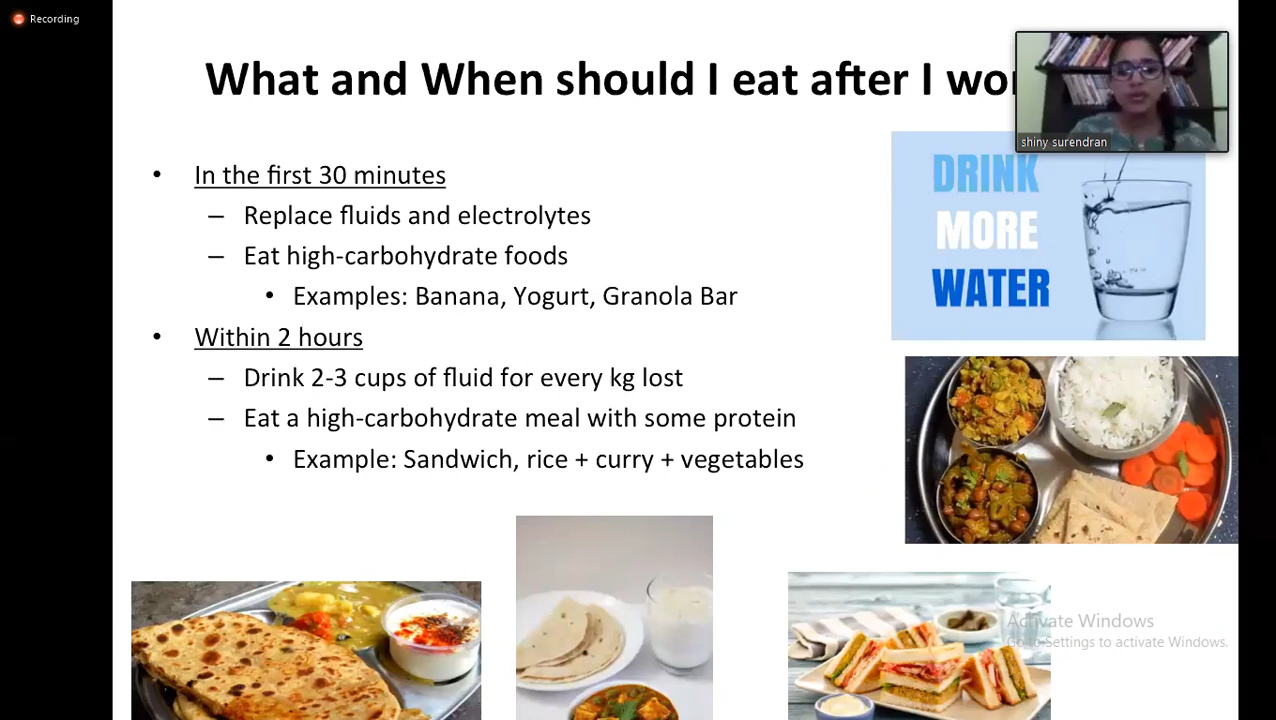 Recording
What and When should I eat after I
shiny surendran
In the first 30 minutes
– Replace fluids and electrolytes
– Eat high-carbohydrate foods
• Examples: Banana, Yogurt, Granola Bar
• Within 2 hours
– Drink 2-3 cups of fluid for every kg lost
– Eat a high-carbohydrate meal with some protein
• Example: Sandwich, rice + curry + vegetables
DRINK
MORE
WATER
Activate Windows
Go to Settings to activate Windows.